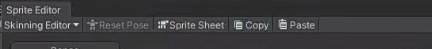 Sprite Editor
Skinning Editor Reset Pose Sprite Sheet Copy Paste